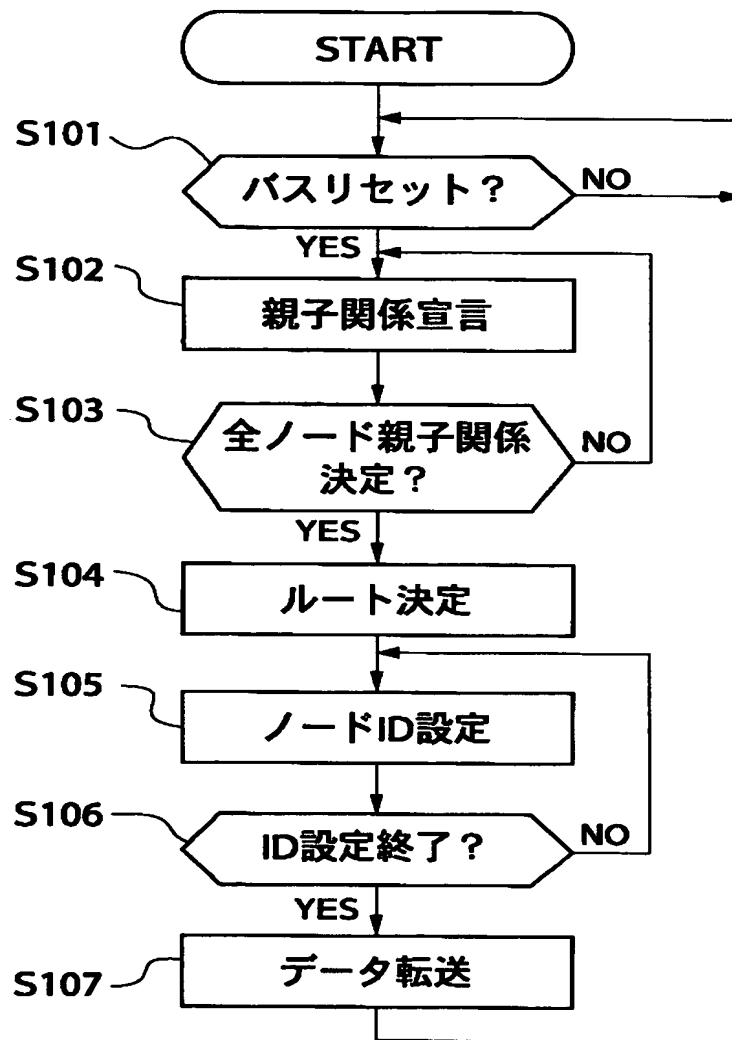 START
S101
バスリセット?
NO
YES
S102
親子関係宣言
S103
全ノード親子関係
決定?
NO
YES
S104
ルート決定
S105
ノードID設定
S106
ID設定終了?
NO
YES
S107
データ転送